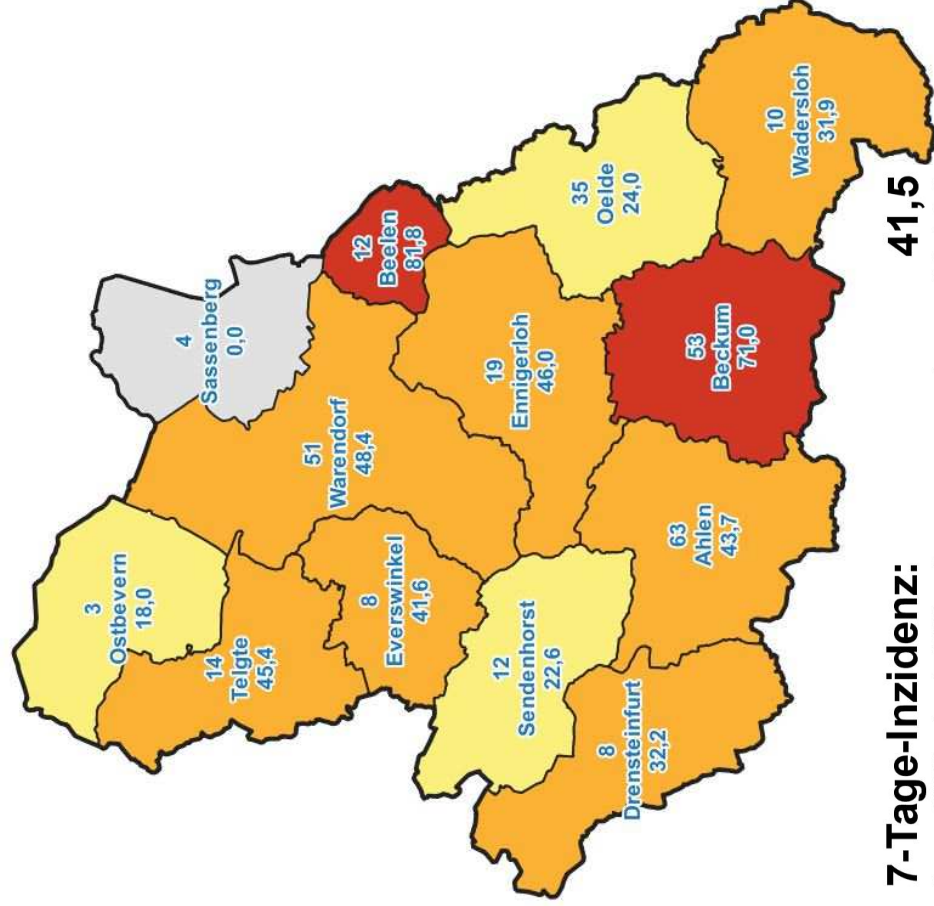 3
Ostbevern
18,0
4
Sassenberg
0,0
14
Telgte
45,4
51
Warendorf
48,4
12
Beelen
81,8
8
Everswinkel
41,6
19
Ennigerloh
46,0
12
Sendenhorst
22,6
35
Oelde
24,0
8
Drensteinfurt
32,2
63
Ahlen
43,7
53
Beckum
71,0
10
Wadersloh
31,9
7-Tage-Inzidenz: 41,5